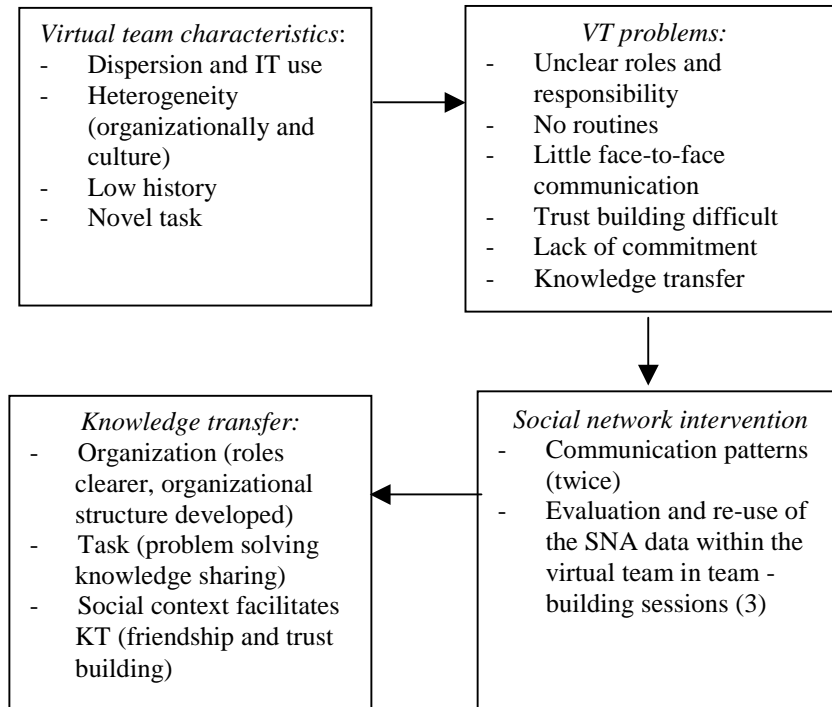 Virtual team characteristics:
- Dispersion and IT use
- Heterogeneity
(organizationally and
culture)
- Low history
- Novel task
VT problems:
- Unclear roles and
responsibility
- No routines
- Little face-to-face
communication
- Trust building difficult
- Lack of commitment
- Knowledge transfer
Knowledge transfer:
- Organization (roles
clearer, organizational
structure developed)
- Task (problem solving
knowledge sharing)
- Social context facilitates
KT (friendship and trust
building)
Social network intervention
- Communication patterns
(twice)
- Evaluation and re-use of
the SNA data within the
virtual team in team -
building sessions (3)